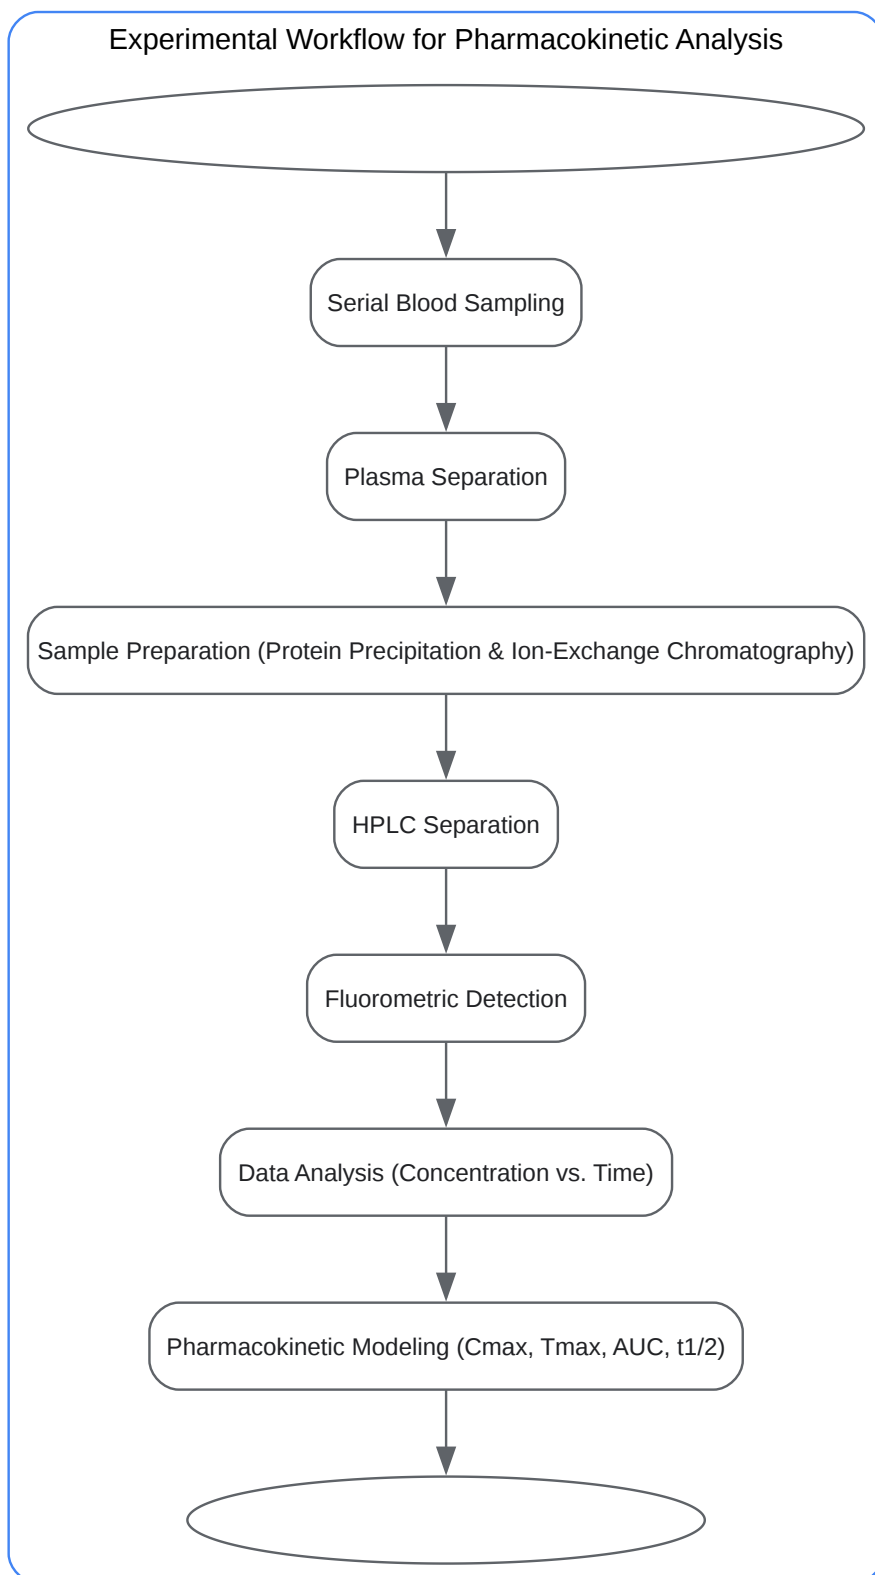 Experimental Workflow for Pharmacokinetic Analysis
Serial Blood Sampling
Plasma Separation
Sample Preparation (Protein Precipitation & Ion-Exchange Chromatography)
HPLC Separation
Fluorometric Detection
Data Analysis (Concentration vs. Time)
Pharmacokinetic Modeling (Cmax, Tmax, AUC, t1/2)